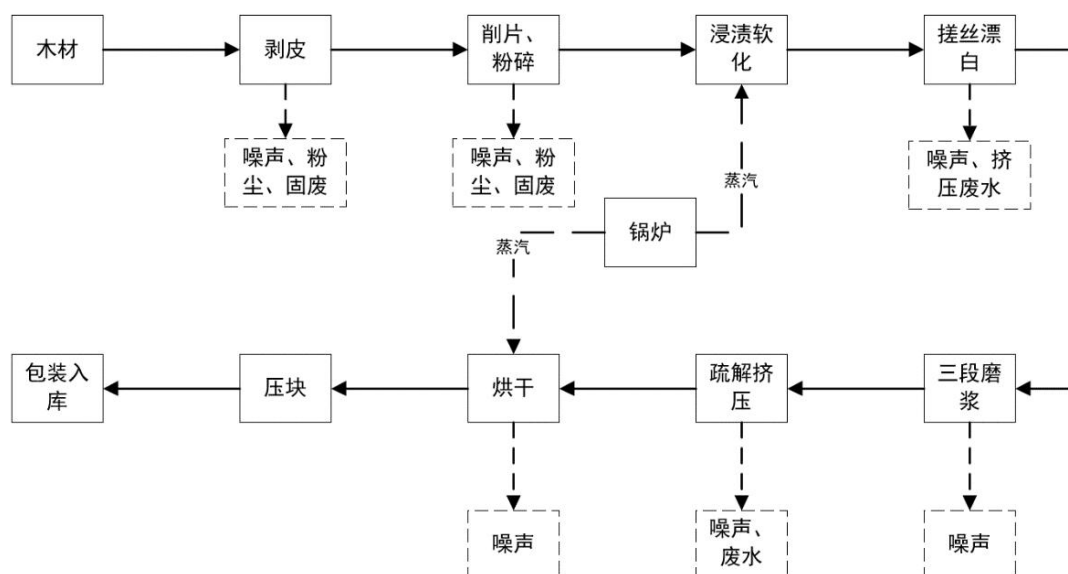 木材
剥皮
削片、
粉碎
浸渍软
化
搓丝漂
白
噪声、粉
尘、固废
噪声、粉
尘、固废
噪声、挤
压废水
蒸汽
锅炉
蒸汽
包装入
库
压块
烘干
疏解挤
压
三段磨
浆
噪声
噪声、
废水
噪声